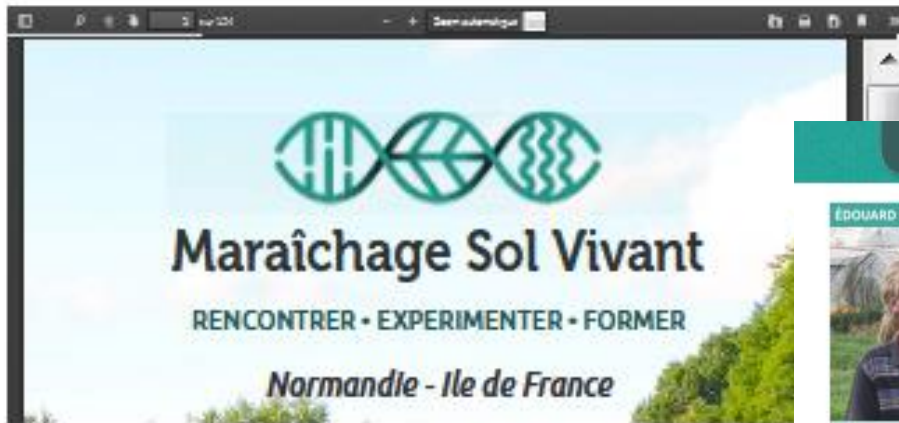 Maraîchage Sol Vivant
RENCONTRER • EXPERIMENTER • FORMER
Normandie - Ile de France
ÉDOUARD